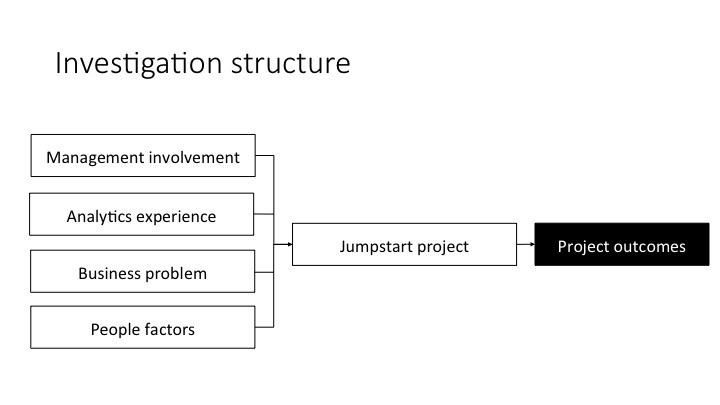 Investigation structure
Management involvement
Analytics experience
Business problem
People factors
Jumpstart project
Project outcomes